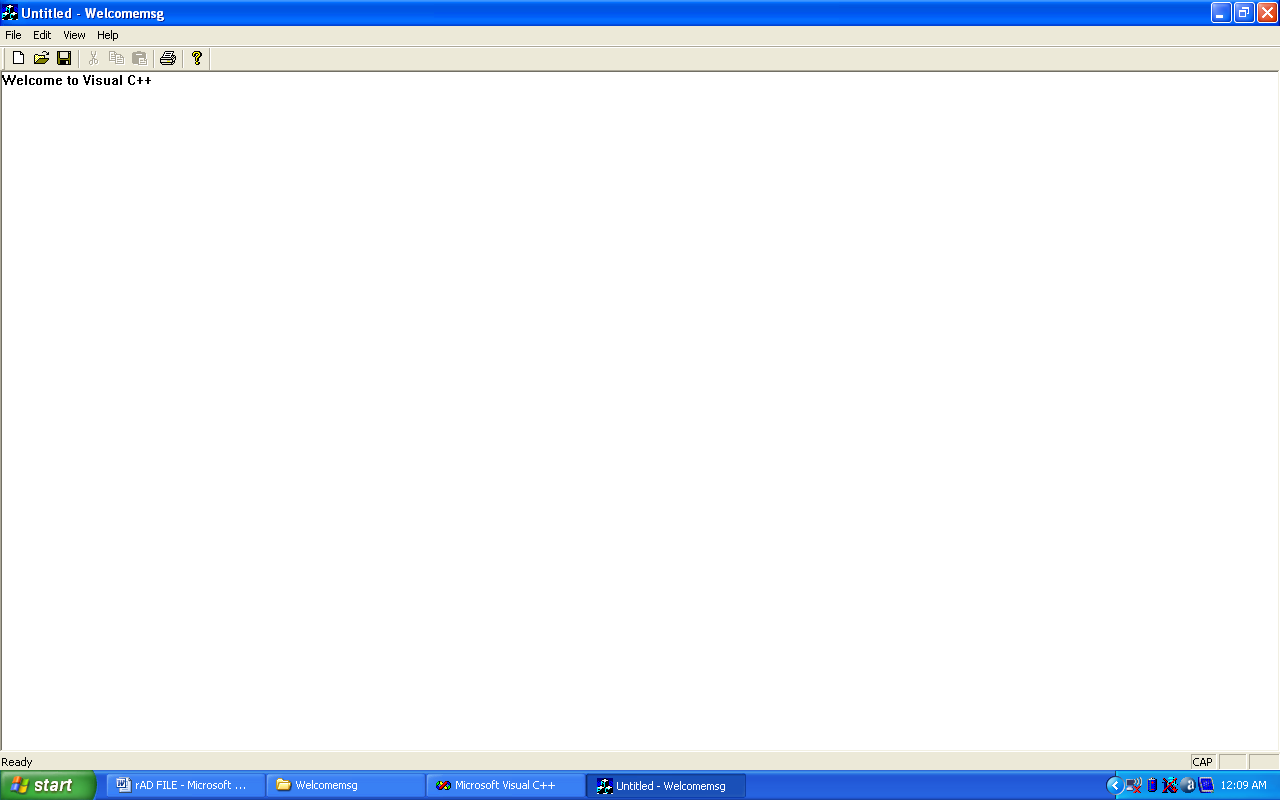 Untitled - Welcomemsg
File Edit View Help
Welcome to Visual C++
Ready
CAP
start
rAD FILE - Microsoft ...
Welcomemsg
Microsoft Visual C++
Untitled - Welcomemsg
12:09 AM